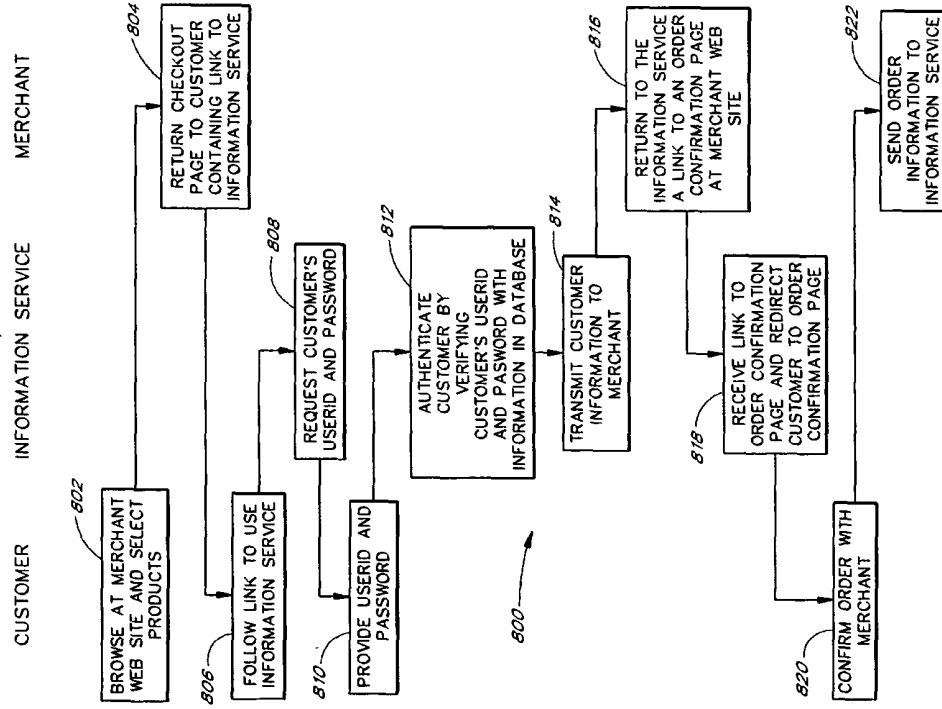 CUSTOMER
INFORMATION SERVICE
MERCHANT
802
BROWSE AT MERCHANT
WEB SITE AND SELECT
PRODUCTS
804
RETURN CHECKOUT
PAGE TO CUSTOMER
CONTAINING LINK TO
INFORMATION SERVICE
806
FOLLOW LINK TO USE
INFORMATION SERVICE
808
REQUEST CUSTOMER'S
USERID AND PASSWORD
810
PROVIDE USERID AND
PASSWORD
812
AUTHENTICATE
CUSTOMER BY
VERIFYING
CUSTOMER'S USERID
AND PASWORD WITH
INFORMATION IN DATABASE
800
814
TRANSMIT CUSTOMER
INFORMATION TO
MERCHANT
816
RETURN TO THE
INFORMATION SERVICE
A LINK TO AN ORDER
CONFIRMATION PAGE
AT MERCHANT WEB
SITE
818
RECEIVE LINK TO
ORDER CONFIRMATION
PAGE AND REDIRECT
CUSTOMER TO ORDER
CONFIRMATION PAGE
820
CONFIRM ORDER WITH
MERCHANT
822
SEND ORDER
INFORMATION TO
INFORMATION SERVICE